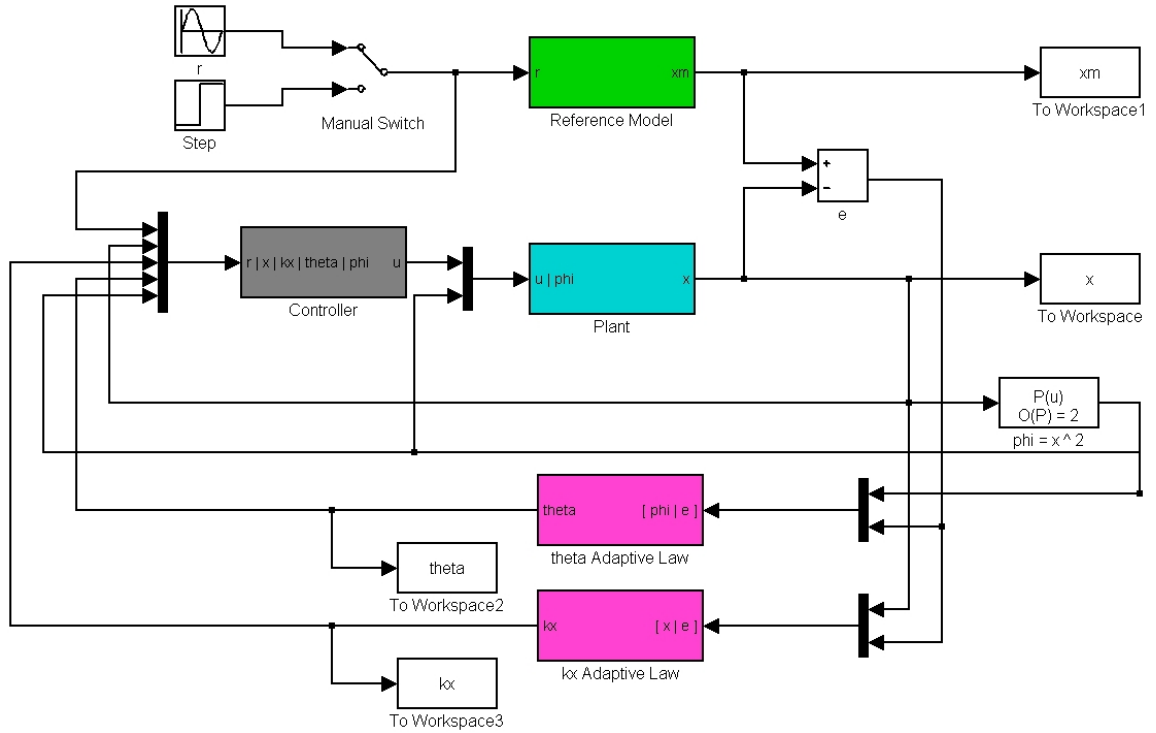 r
Step
Manual Switch
r
xm
Reference Model
xm
To Workspace1
+
−
e
r | x | kx | theta | phi
u
Controller
u | phi
x
Plant
x
To Workspace
P(u)
O(P) = 2
phi = x ^ 2
theta
[ phi | e ]
theta Adaptive Law
theta
To Workspace2
kx
[ x | e ]
kx Adaptive Law
kx
To Workspace3